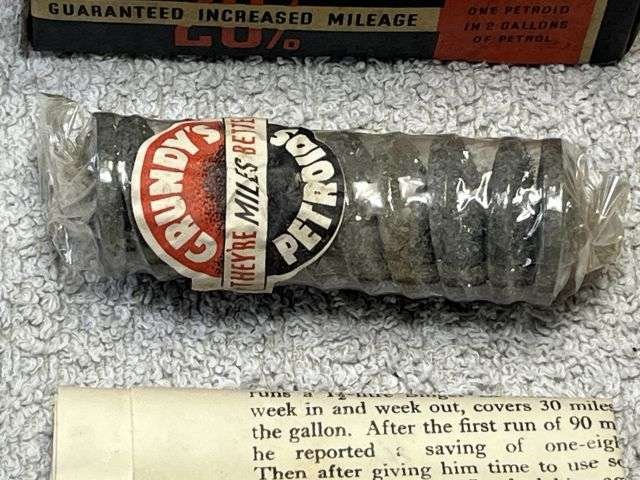 20%
GUARANTEED INCREASED MILEAGE
ONE PETROID
IN 2 GALLONS
OF PETROL
GRUNDY'S
THEY'RE MILES BETTE
PETROIDS
week in and week out, covers 30 miles
the gallon. After the first run of 90 m
he reported a saving of one-eigh
Then after giving him time to use so